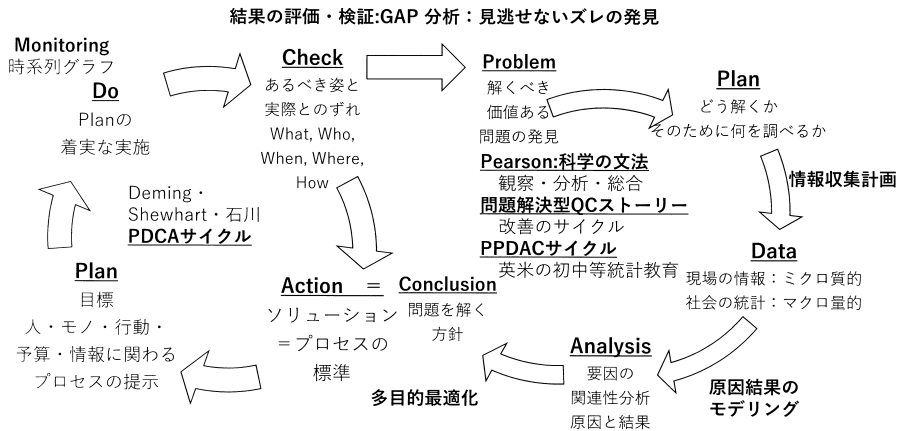 結果の評価・検証:GAP 分析：見逃せないズレの発見
Monitoring
時系列グラフ
Do
Planの
着実な実施
Check
あるべき姿と
実際とのずれ
What, Who,
When, Where,
How
Problem
解くべき
価値ある
問題の発見
Plan
どう解くか
そのために何を調べるか
Pearson:科学の文法
観察・分析・総合
問題解決型QCストーリー
改善のサイクル
PPDACサイクル
英米の初中等統計教育
情報収集計画
Deming・
Shewhart・石川
PDCAサイクル
Data
現場の情報：ミクロ質的
社会の統計：マクロ量的
Plan
目標
人・モノ・行動・
予算・情報に関わる
プロセスの提示
Action =
ソリューション
＝プロセスの
標準
Conclusion
問題を解く
方針
Analysis
要因の
関連性分析
原因と結果
多目的最適化
原因結果の
モデリング